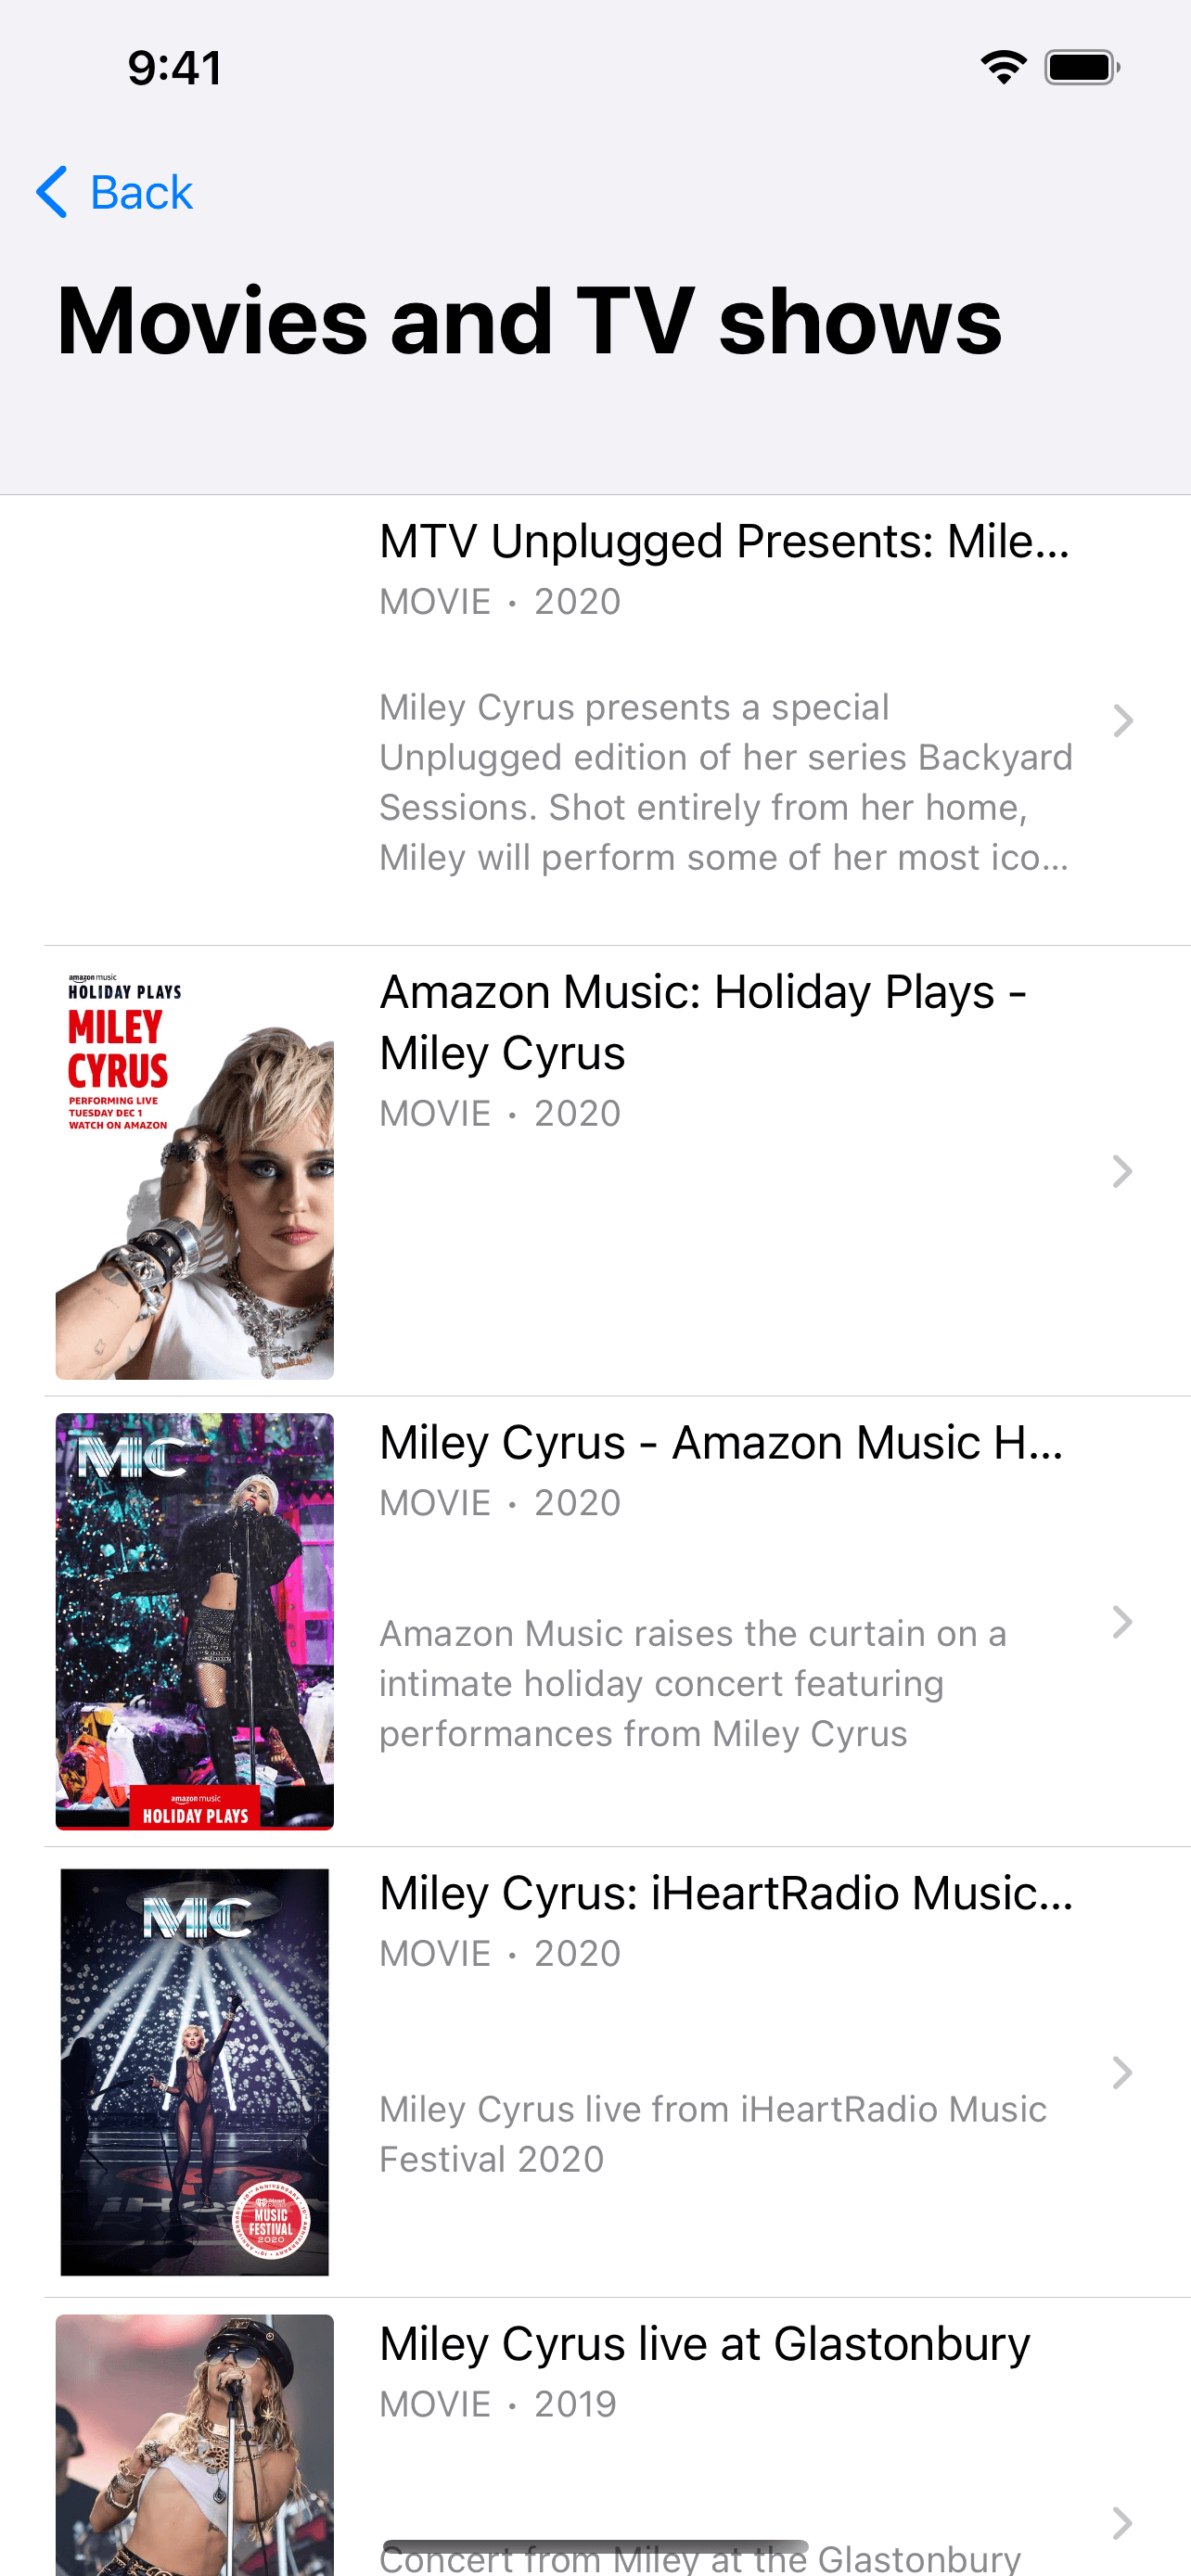 9:41
Back
Movies and TV shows
MTV Unplugged Presents: Mile...
MOVIE • 2020
Miley Cyrus presents a special
Unplugged edition of her series Backyard
Sessions. Shot entirely from her home,
Miley will perform some of her most ico...
amazon music
HOLIDAY PLAYS
MILEY
CYRUS
PERFORMING LIVE
TUESDAY DEC 1
WATCH ON AMAZON
Amazon Music: Holiday Plays -
Miley Cyrus
MOVIE • 2020
MC
amazon music
HOLIDAY PLAYS
Miley Cyrus - Amazon Music H...
MOVIE • 2020
Amazon Music raises the curtain on a
intimate holiday concert featuring
performances from Miley Cyrus
MC
iHeart
MUSIC
FESTIVAL
2020
Miley Cyrus: iHeartRadio Music...
MOVIE • 2020
Miley Cyrus live from iHeartRadio Music
Festival 2020
Miley Cyrus live at Glastonbury
MOVIE • 2019
Concert from Miley at the Glastonbury